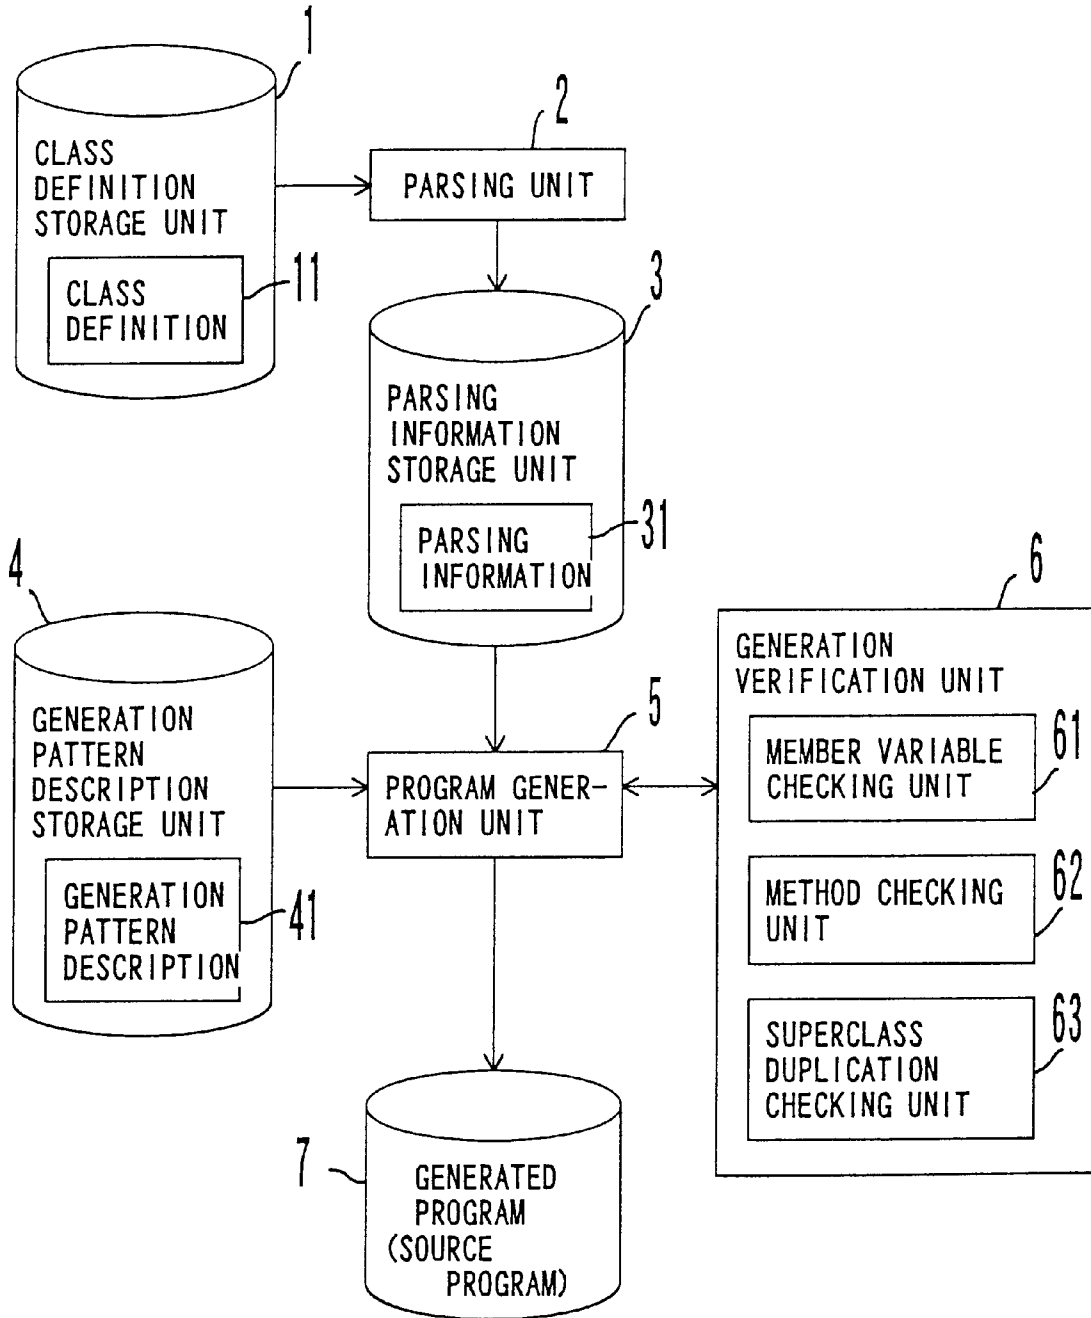 1
CLASS
DEFINITION
STORAGE UNIT
11
CLASS
DEFINITION
2
PARSING UNIT
3
PARSING
INFORMATION
STORAGE UNIT
31
PARSING
INFORMATION
4
GENERATION
PATTERN
DESCRIPTION
STORAGE UNIT
41
GENERATION
PATTERN
DESCRIPTION
5
PROGRAM GENER-
ATION UNIT
6
GENERATION
VERIFICATION UNIT
61
MEMBER VARIABLE
CHECKING UNIT
62
METHOD CHECKING
UNIT
63
SUPERCLASS
DUPLICATION
CHECKING UNIT
7
GENERATED
PROGRAM
(SOURCE
PROGRAM)